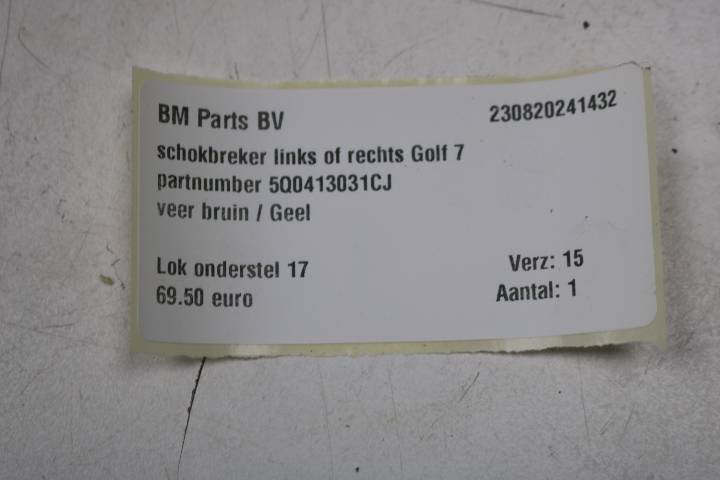 BM Parts BV 230820241432
schokbreker links of rechts Golf 7
partnumber 5Q0413031CJ
veer bruin / Geel
Lok onderstel 17 Verz: 15
69.50 euro Aantal: 1